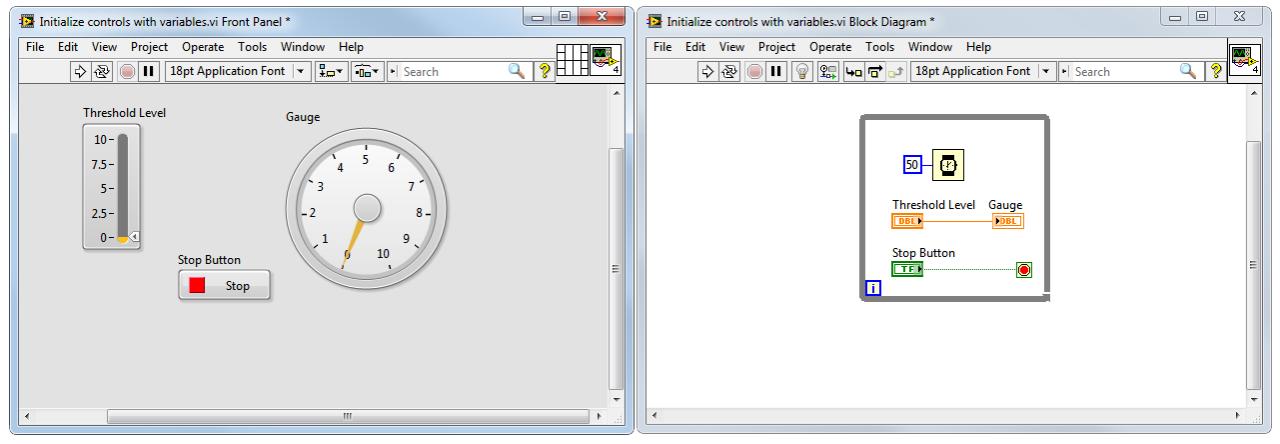 Initialize controls with variables.vi Front Panel *
File Edit View Project Operate Tools Window Help
18pt Application Font Search ? 4
Threshold Level
10
7.5
5
2.5
0
Gauge
0 1 2 3 4 5 6 7 8 9 10
Stop Button
Stop
Initialize controls with variables.vi Block Diagram *
File Edit View Project Operate Tools Window Help
18pt Application Font Search ? 4
50
Threshold Level Gauge
DBL DBL
Stop Button
TF
i